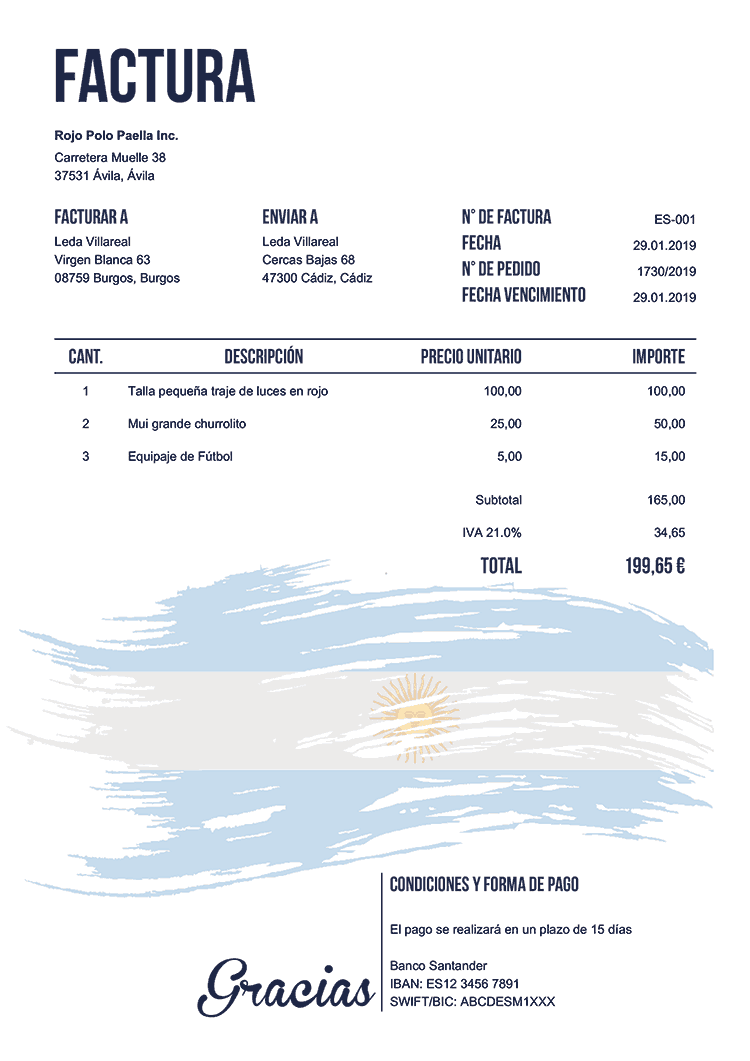 FACTURA
Rojo Polo Paella Inc.
Carretera Muelle 38
37531 Ávila, Ávila
FACTURAR A
Leda Villareal
Virgen Blanca 63
08759 Burgos, Burgos
ENVIAR A
Leda Villareal
Cercas Bajas 68
47300 Cádiz, Cádiz
N° DE FACTURA ES-001
FECHA 29.01.2019
N° DE PEDIDO 1730/2019
FECHA VENCIMIENTO 29.01.2019
CANT. DESCRIPCIÓN PRECIO UNITARIO IMPORTE
1 Talla pequeña traje de luces en rojo 100,00 100,00
2 Mui grande churrolito 25,00 50,00
3 Equipaje de Fútbol 5,00 15,00
Subtotal 165,00
IVA 21.0% 34,65
TOTAL 199,65 €
CONDICIONES Y FORMA DE PAGO
El pago se realizará en un plazo de 15 días
Banco Santander
IBAN: ES12 3456 7891
SWIFT/BIC: ABCDESM1XXX
Gracias